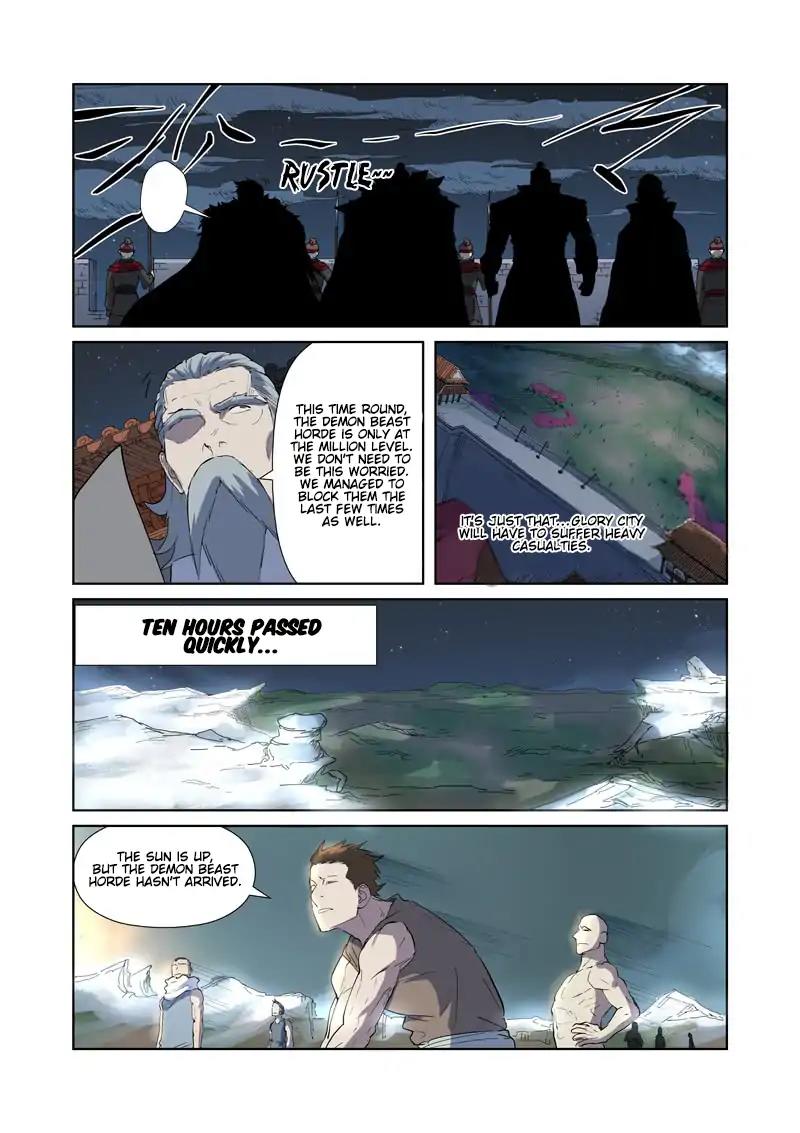 RUSTLE~~
THIS TIME ROUND,
THE DEMON BEAST
HORDE IS ONLY AT
THE MILLION LEVEL.
WE DON'T NEED TO
BE THIS WORRIED.
WE MANAGED TO
BLOCK THEM THE
LAST FEW TIMES
AS WELL.
IT'S JUST THAT...GLORY CITY
WILL HAVE TO SUFFER HEAVY
CASUALTIES.
TEN HOURS PASSED
QUICKLY...
THE SUN IS UP,
BUT THE DEMON BEAST
HORDE HASN'T ARRIVED.